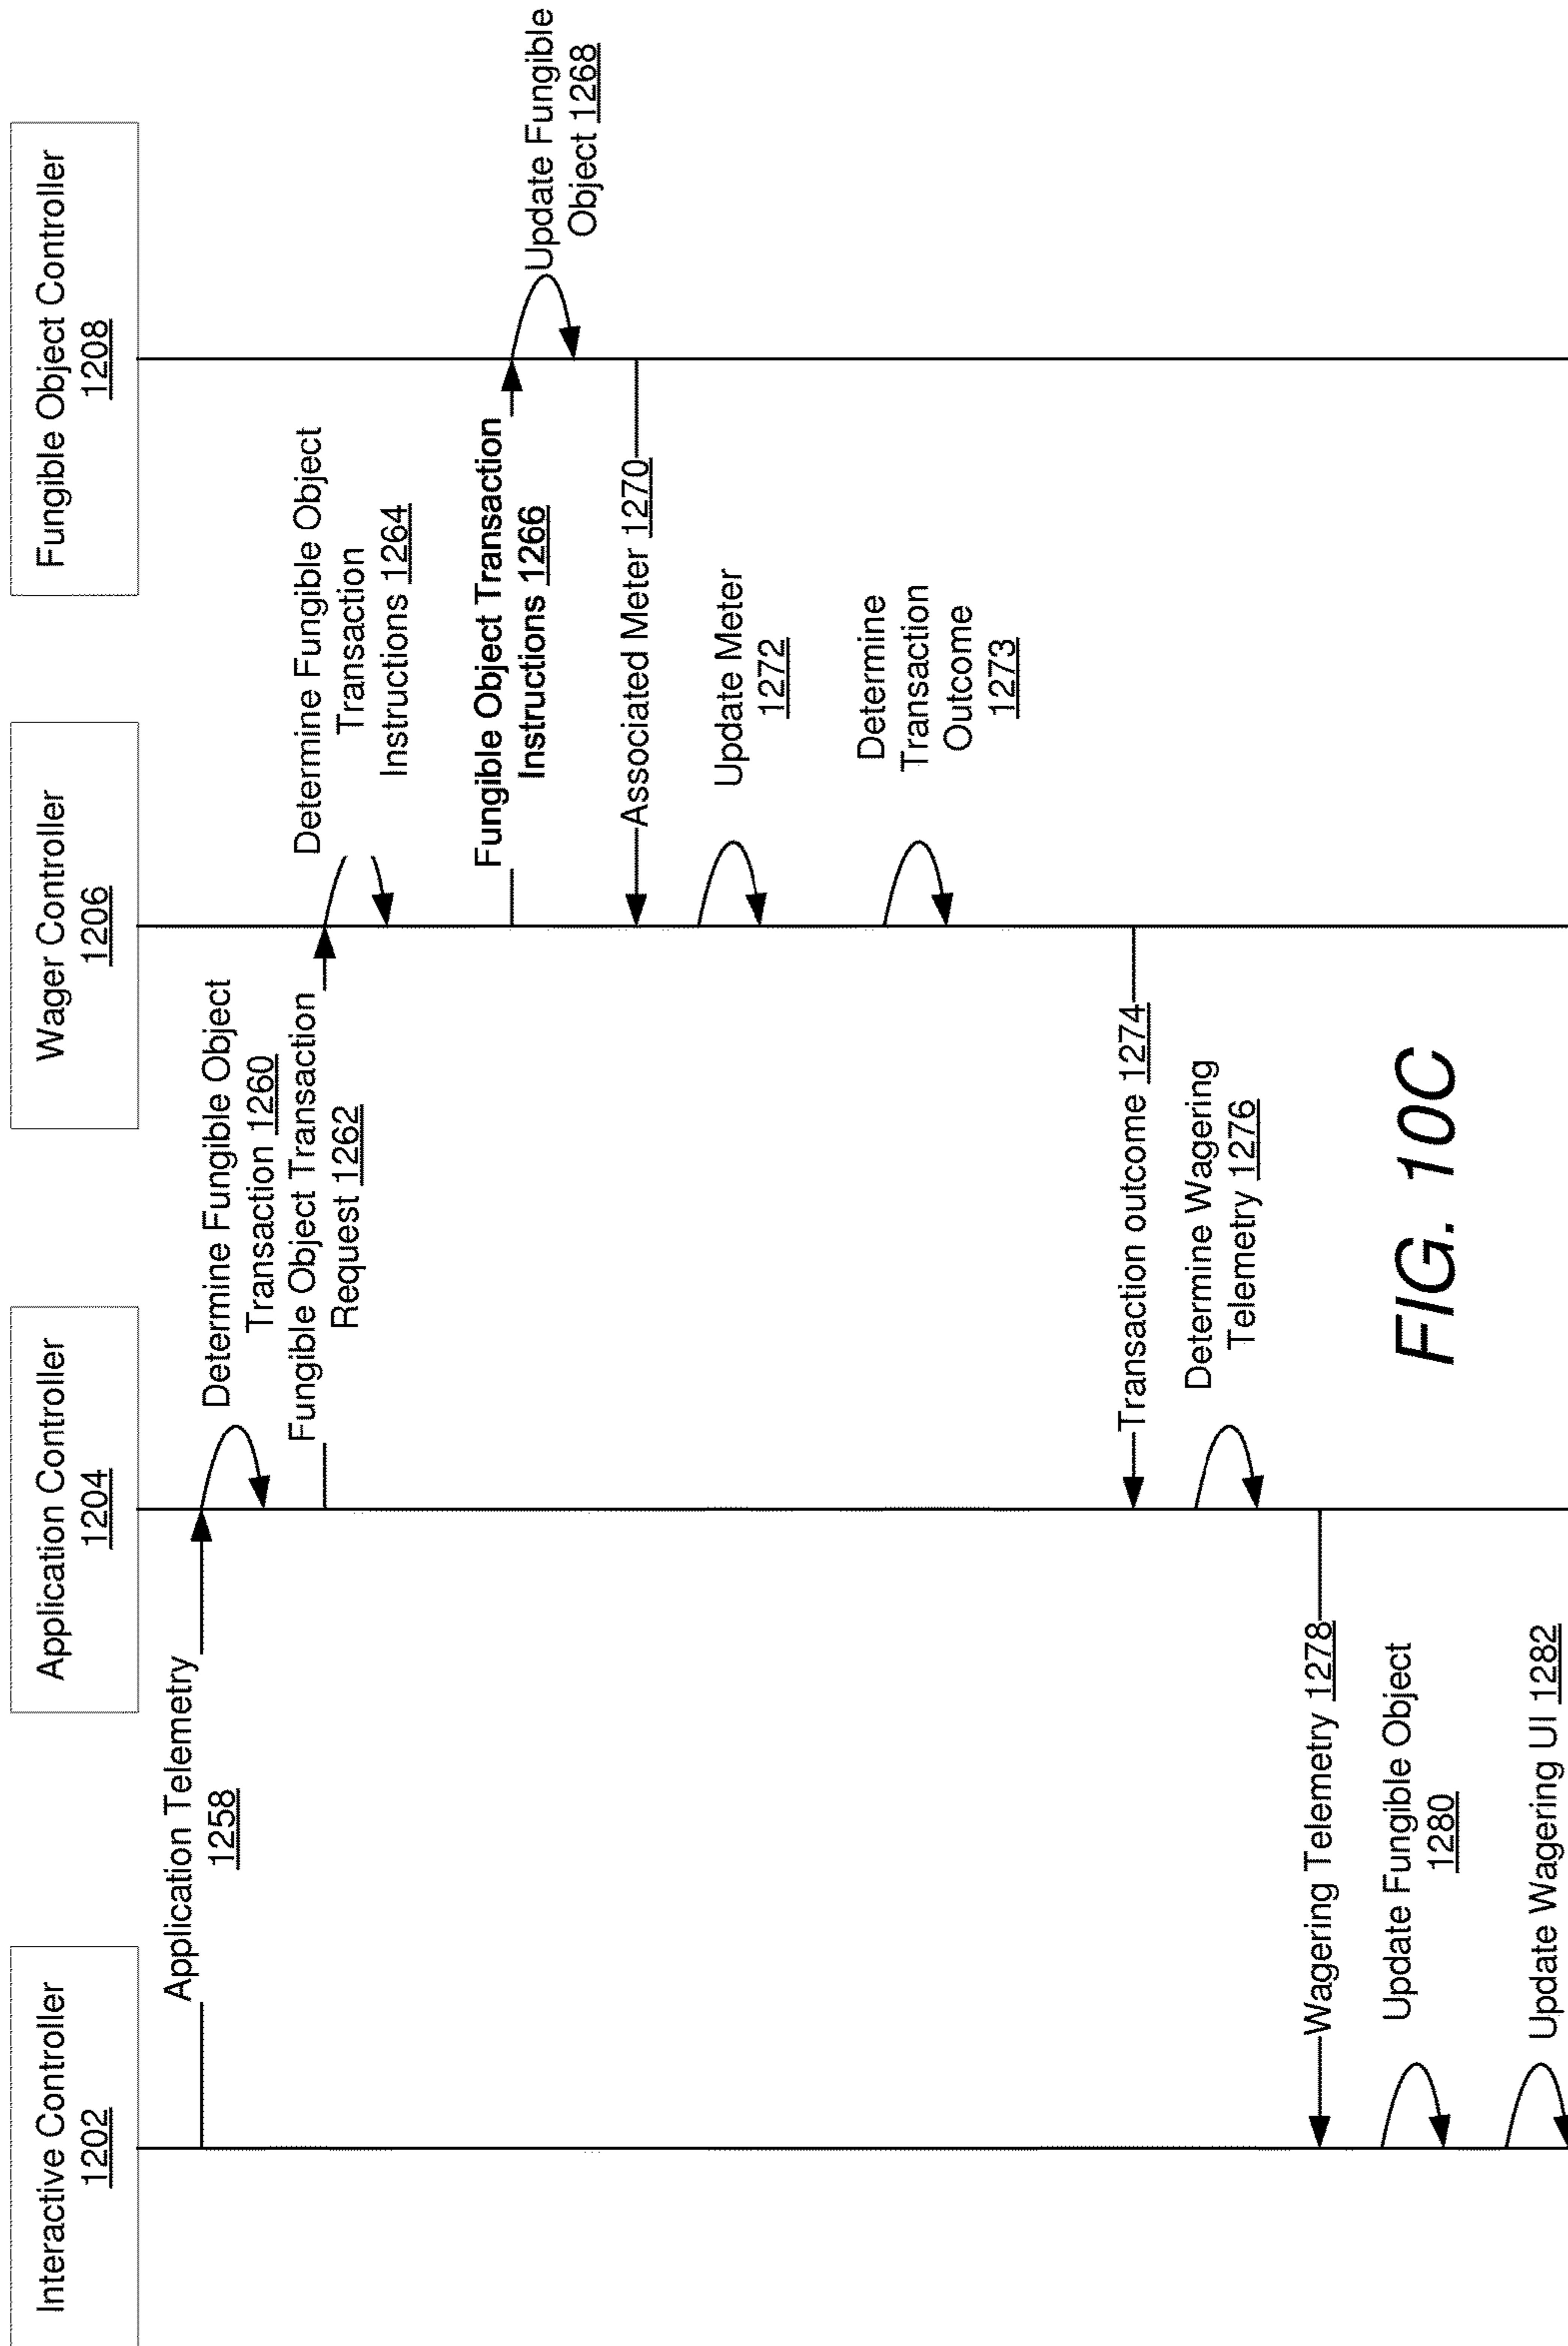 Interactive Controller
1202
Application Controller
1204
Wager Controller
1206
Fungible Object Controller
1208
Application Telemetry
1258
Determine Fungible Object
Transaction 1260
Fungible Object Transaction
Request 1262
Determine Fungible Object
Transaction
Instructions 1264
Fungible Object Transaction
Instructions 1266
Update Fungible
Object 1268
Associated Meter 1270
Update Meter
1272
Determine
Transaction
Outcome
1273
Transaction outcome 1274
Determine Wagering
Telemetry 1276
Wagering Telemetry 1278
Update Fungible Object
1280
Update Wagering UI 1282
FIG. 10C